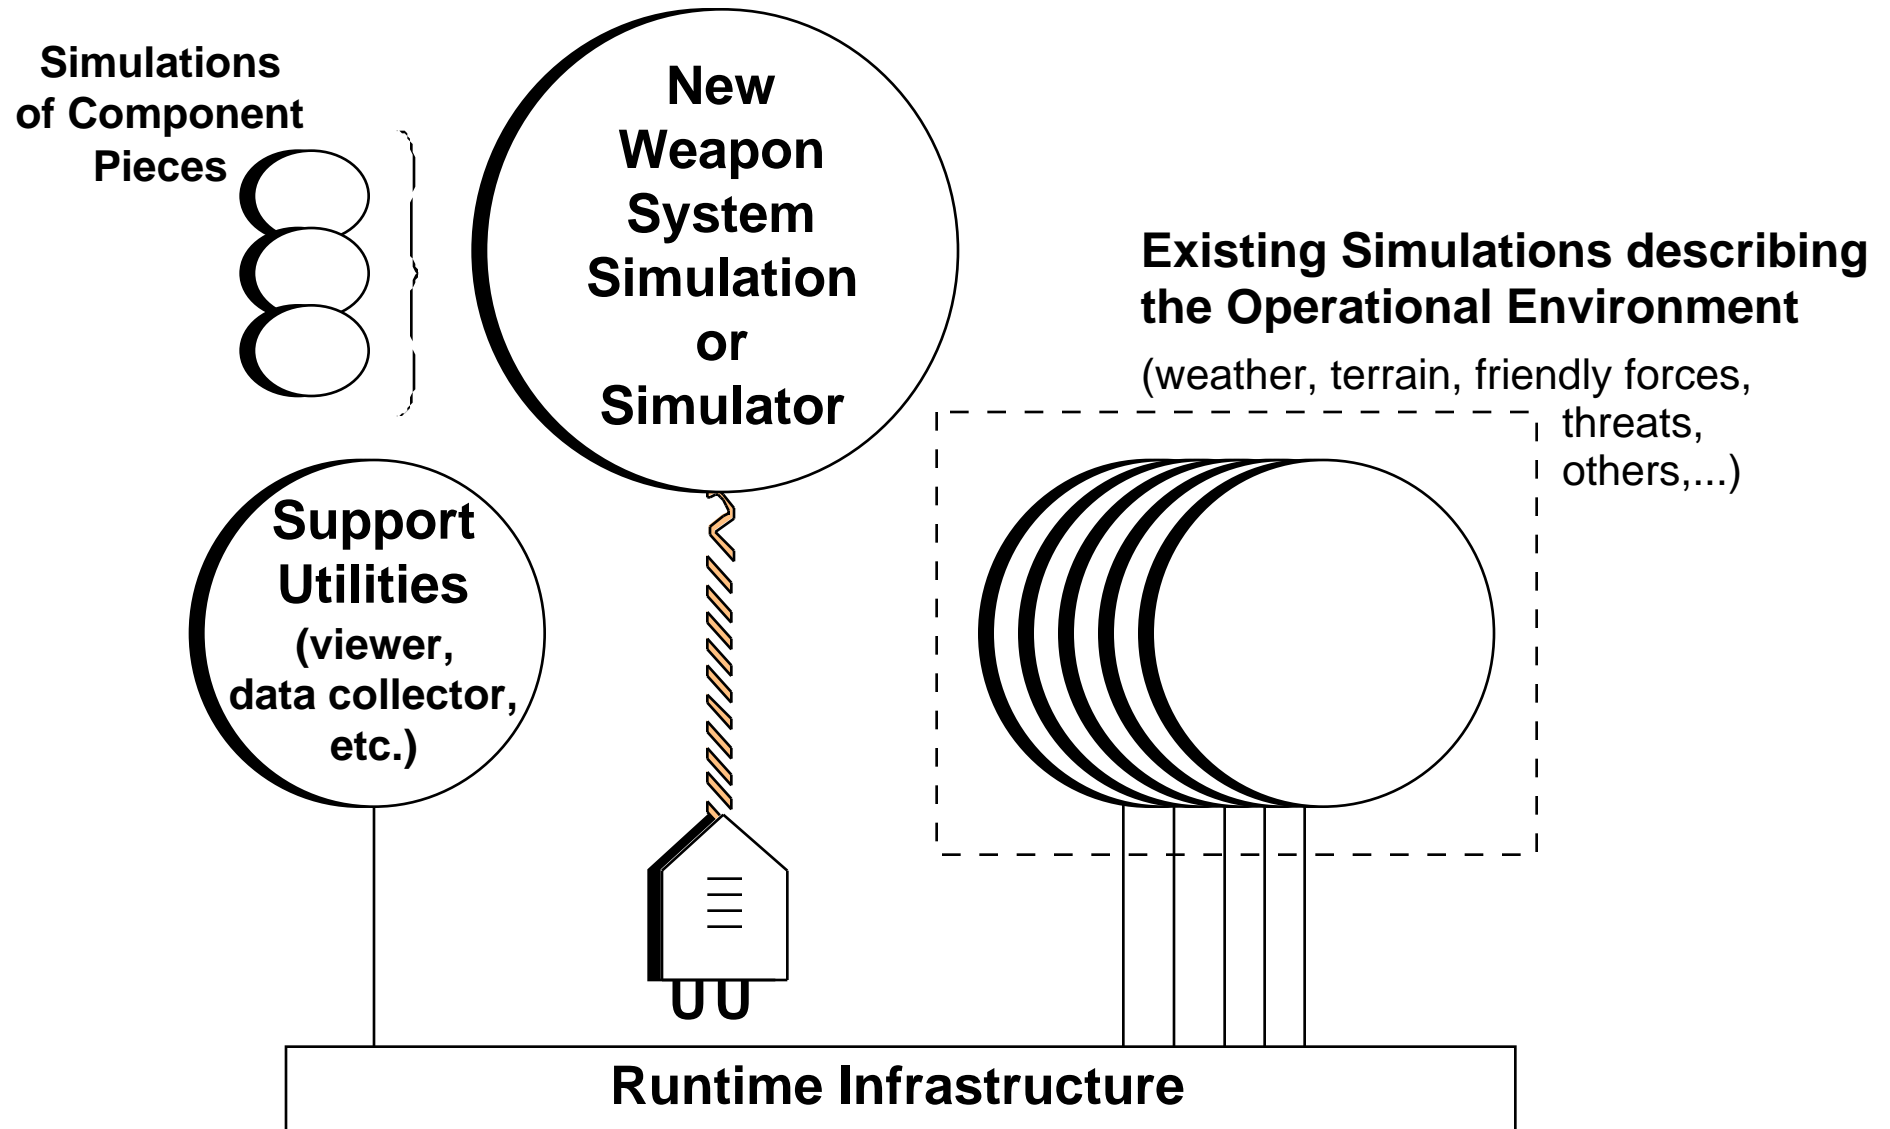 Simulations
of Component
Pieces
New
Weapon
System
Simulation
or
Simulator
Existing Simulations describing
the Operational Environment
(weather, terrain, friendly forces,
threats,
others,...)
Support
Utilities
(viewer,
data collector,
etc.)
Runtime Infrastructure